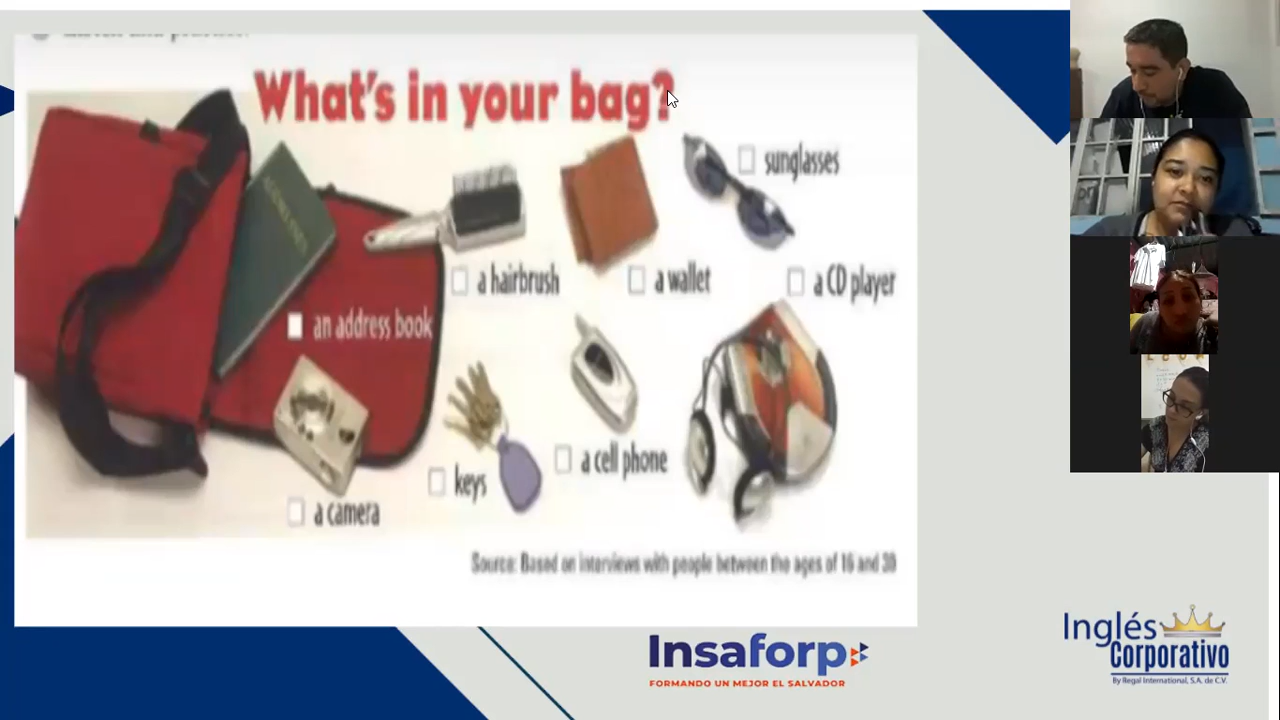 What's in your bag?
sunglasses
a hairbrush
a wallet
a CD player
an address book
a cell phone
keys
a camera
Source: Based on interviews with people between the ages of 16 and 30
Insaforp
FORMANDO UN MEJOR EL SALVADOR
Inglés
Corporativo
By Regal International, S.A. de C.V.